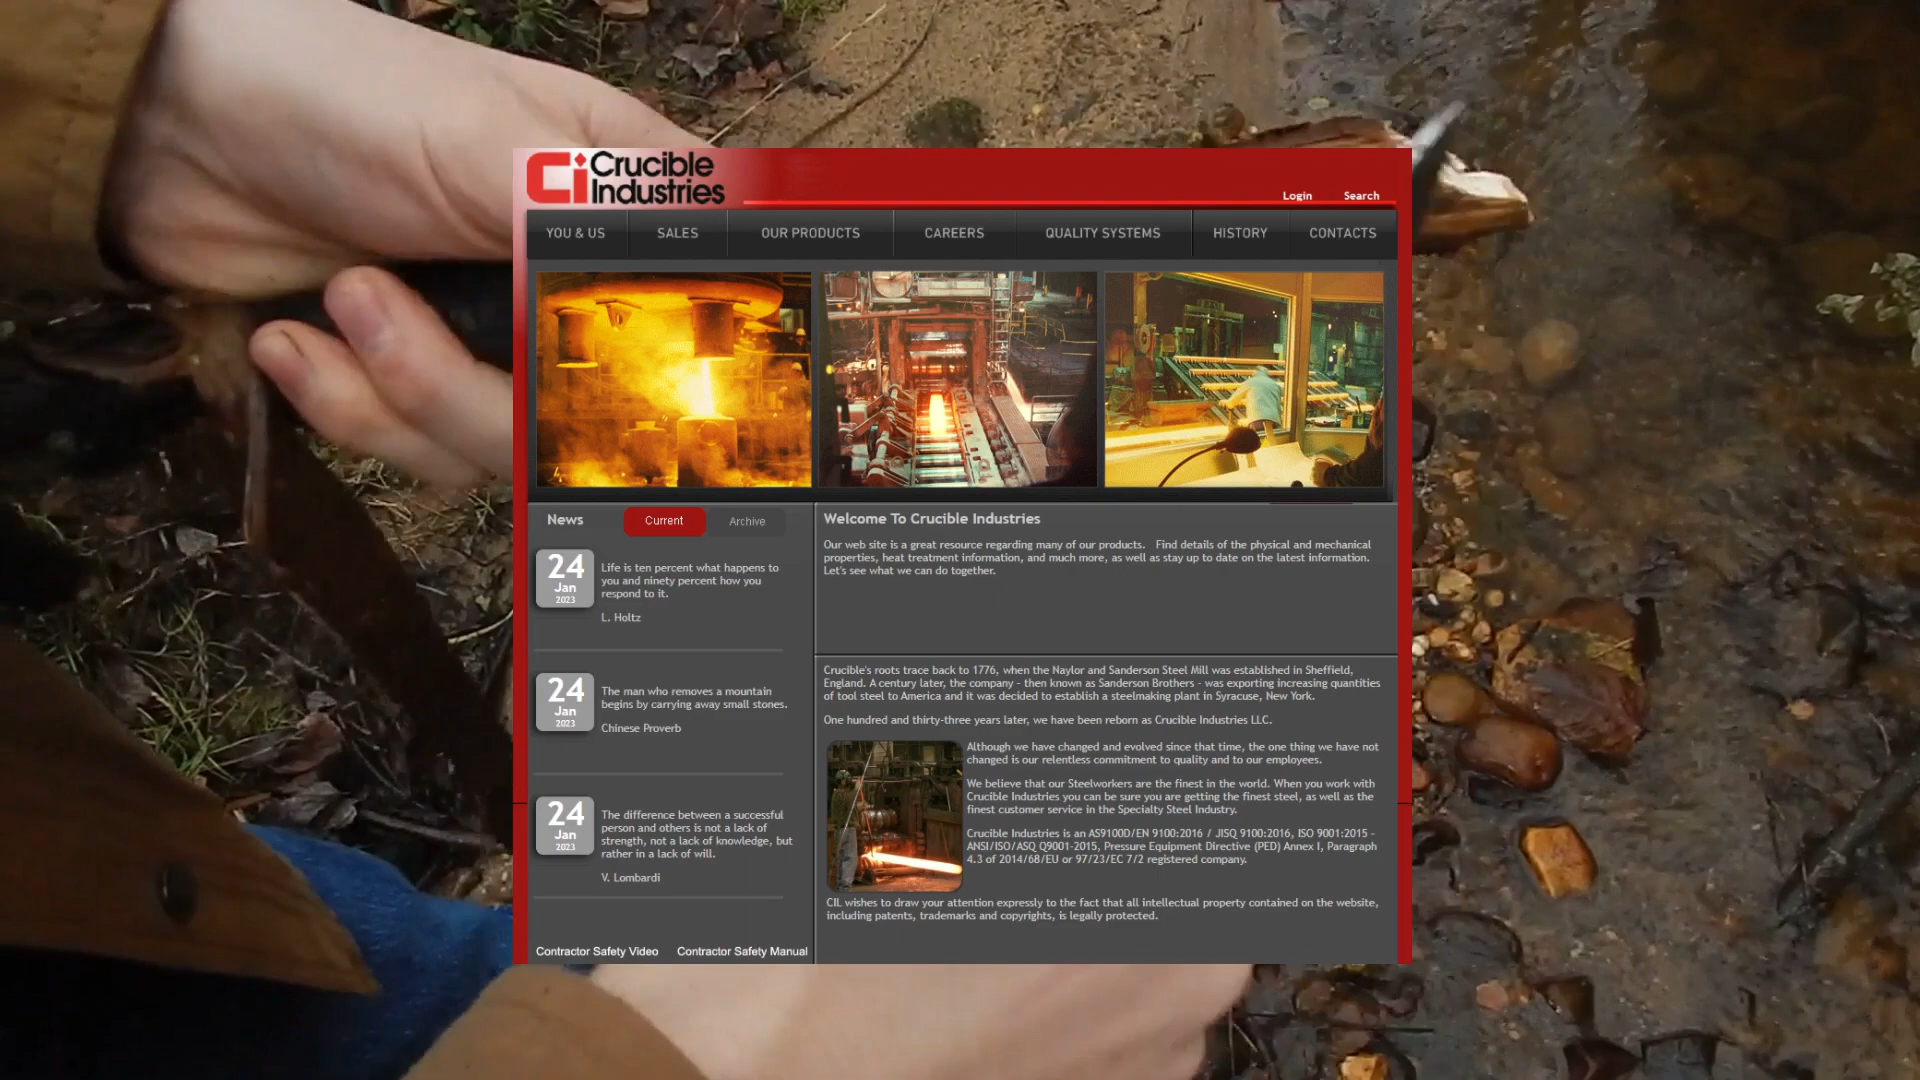 Crucible
Industries
Login Search
YOU & US SALES OUR PRODUCTS CAREERS QUALITY SYSTEMS HISTORY CONTACTS
News Current Archive
24
Jan
2023
Life is ten percent what happens to
you and ninety percent how you
respond to it.
L. Holtz
24
Jan
2023
The man who removes a mountain
begins by carrying away small stones.
Chinese Proverb
24
Jan
2023
The difference between a successful
person and others is not a lack of
strength, not a lack of knowledge, but
rather in a lack of will.
V. Lombardi
Contractor Safety Video Contractor Safety Manual
Welcome To Crucible Industries
Our web site is a great resource regarding many of our products. Find details of the physical and mechanical
properties, heat treatment information, and much more, as well as stay up to date on the latest information.
Let's see what we can do together.
Crucible's roots trace back to 1776, when the Naylor and Sanderson Steel Mill was established in Sheffield,
England. A century later, the company - then known as Sanderson Brothers - was exporting increasing quantities
of tool steel to America and it was decided to establish a steelmaking plant in Syracuse, New York.
One hundred and thirty-three years later, we have been reborn as Crucible Industries LLC.
Although we have changed and evolved since that time, the one thing we have not
changed is our relentless commitment to quality and to our employees.
We believe that our Steelworkers are the finest in the world. When you work with
Crucible Industries you can be sure you are getting the finest steel, as well as the
finest customer service in the Specialty Steel Industry.
Crucible Industries is an AS9100D/EN 9100:2016 / JISQ 9100:2016, ISO 9001:2015 -
ANSI/ISO/ASQ Q9001-2015, Pressure Equipment Directive (PED) Annex I, Paragraph
4.3 of 2014/68/EU or 97/23/EC 7/2 registered company.
CIL wishes to draw your attention expressly to the fact that all intellectual property contained on the website,
including patents, trademarks and copyrights, is legally protected.